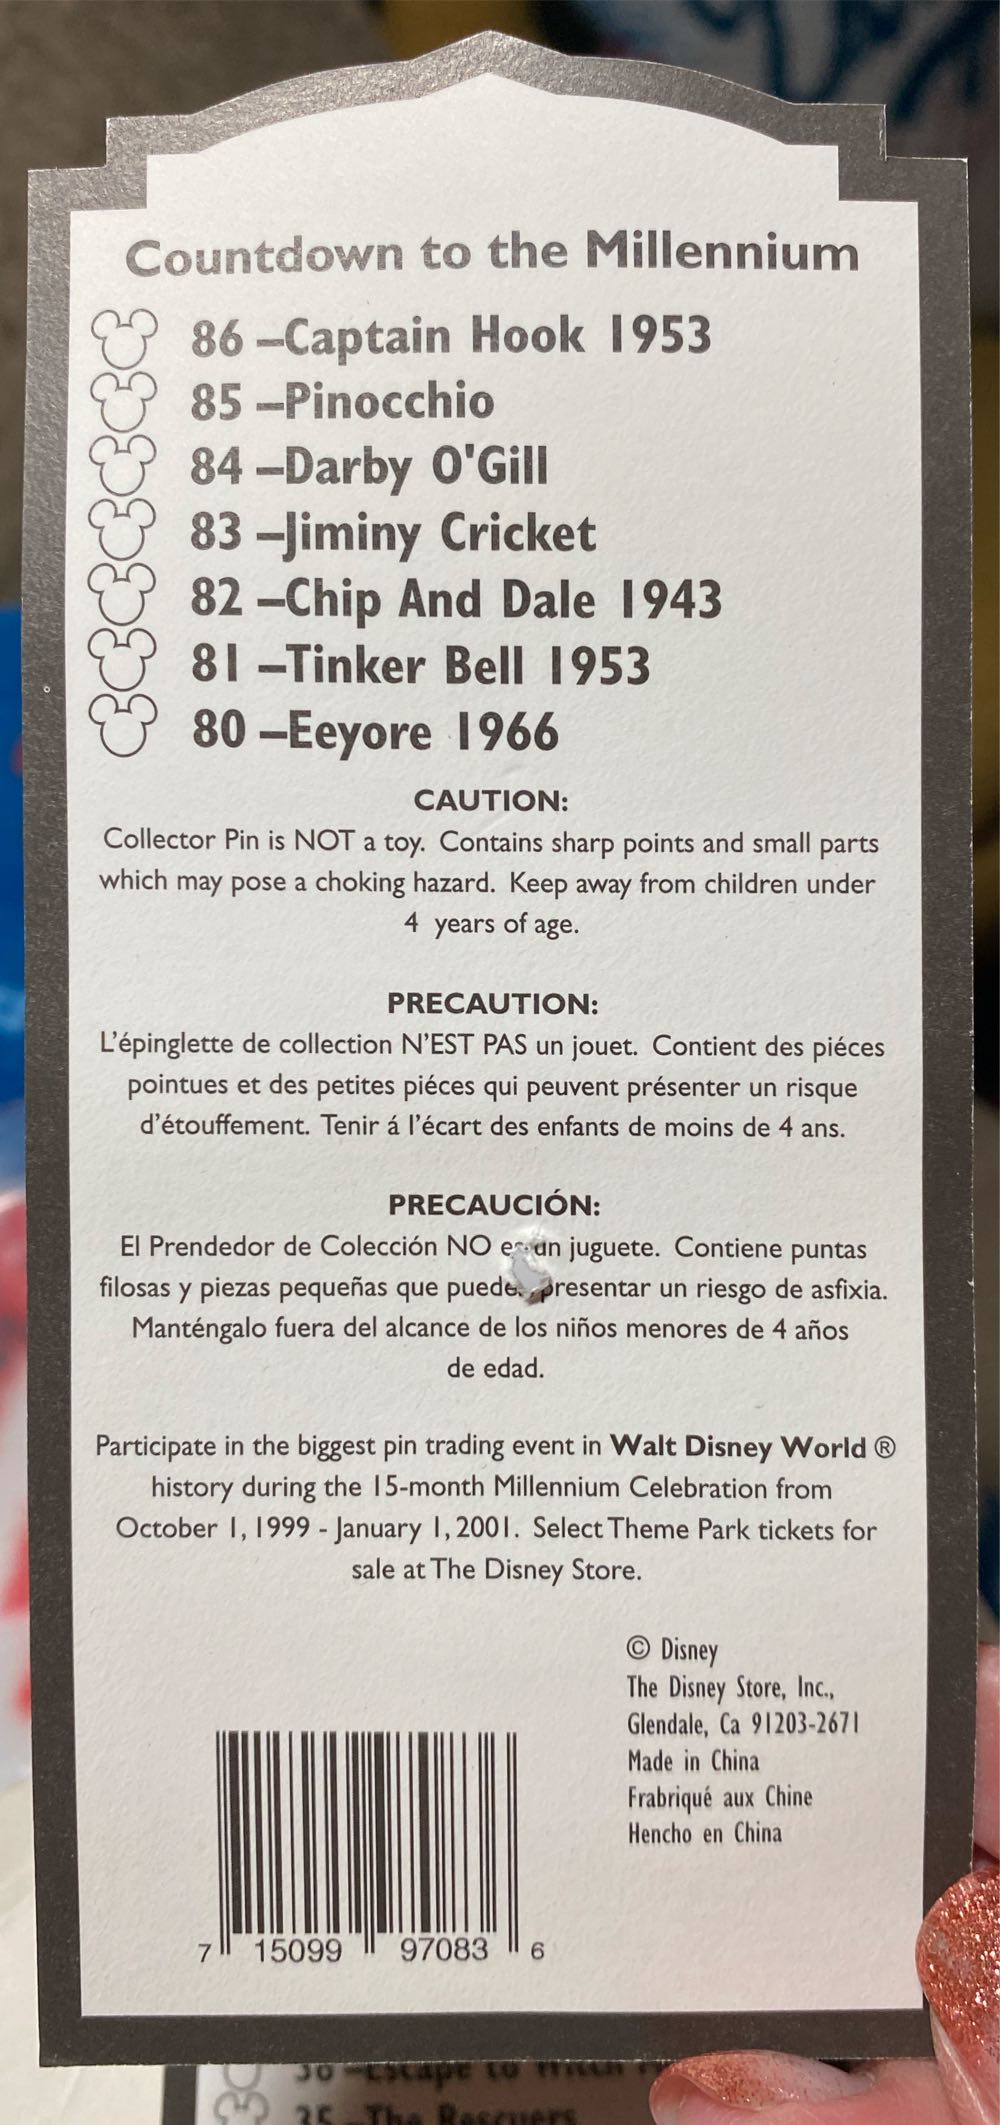 Countdown to the Millennium
86 –Captain Hook 1953
85 –Pinocchio
84 –Darby O'Gill
83 –Jiminy Cricket
82 –Chip And Dale 1943
81 –Tinker Bell 1953
80 –Eeyore 1966
CAUTION:
Collector Pin is NOT a toy. Contains sharp points and small parts
which may pose a choking hazard. Keep away from children under
4 years of age.
PRECAUTION:
L'épinglette de collection N'EST PAS un jouet. Contient des piéces
pointues et des petites piéces qui peuvent présenter un risque
d'étouffement. Tenir á l'écart des enfants de moins de 4 ans.
PRECAUCIÓN:
El Prendedor de Colección NO es un juguete. Contiene puntas
filosas y piezas pequeñas que presentar un riesgo de asfixia.
Manténgalo fuera del alcance de los niños menores de 4 años
de edad.
Participate in the biggest pin trading event in Walt Disney World ®
history during the 15-month Millennium Celebration from
October 1, 1999 - January 1, 2001. Select Theme Park tickets for
sale at The Disney Store.
© Disney
The Disney Store, Inc.,
Glendale, Ca 91203-2671
Made in China
Frabriqué aux Chine
Hencho en China
7 15099 97083 6
36 –Escape to Witch
35 –The Rescuers